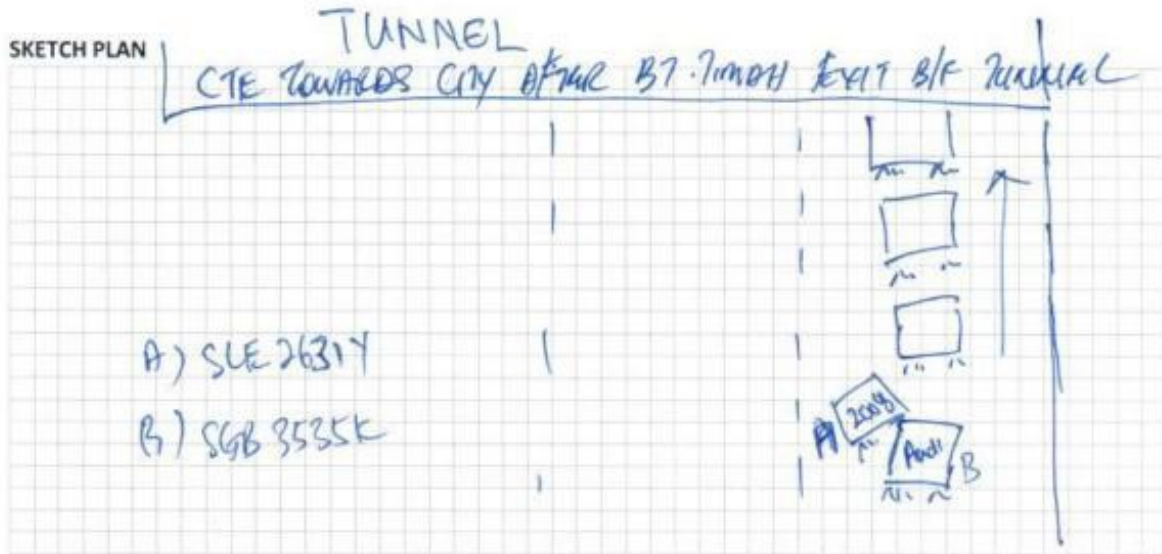 SKETCH PLAN
TUNNEL
CTE TOWARDS CITY AFTER BT. TIMAH EXIT B/F TUNNEL
A) SLE 2631Y
B) SGB 3535K
A 2008
Audi B